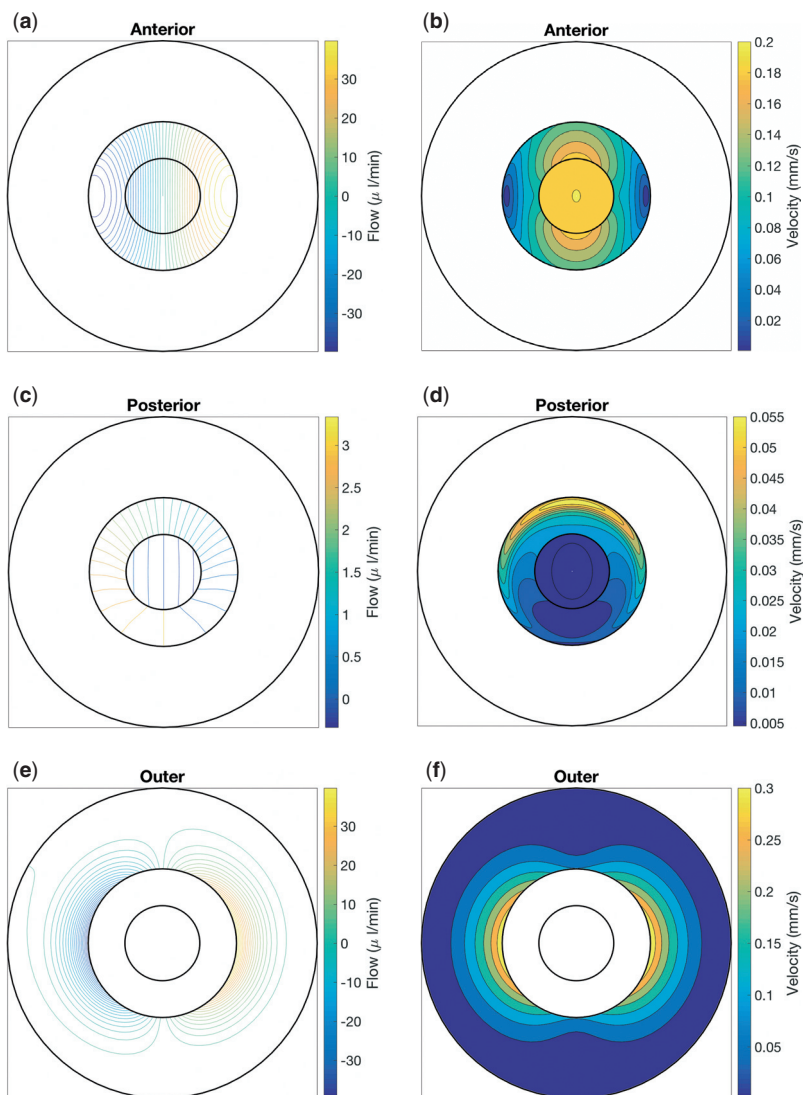 (a)
Anterior
30
20
10
0
-10
-20
-30
Flow (μ l/min)
(b)
Anterior
0.2
0.18
0.16
0.14
0.12
0.1
0.08
0.06
0.04
0.02
Velocity (mm/s)
(c)
Posterior
3
2.5
2
1.5
1
0.5
0
Flow (μ l/min)
(d)
Posterior
0.055
0.05
0.045
0.04
0.035
0.03
0.025
0.02
0.015
0.01
0.005
Velocity (mm/s)
(e)
Outer
30
20
10
0
-10
-20
-30
Flow (μ l/min)
(f)
Outer
0.3
0.25
0.2
0.15
0.1
0.05
Velocity (mm/s)